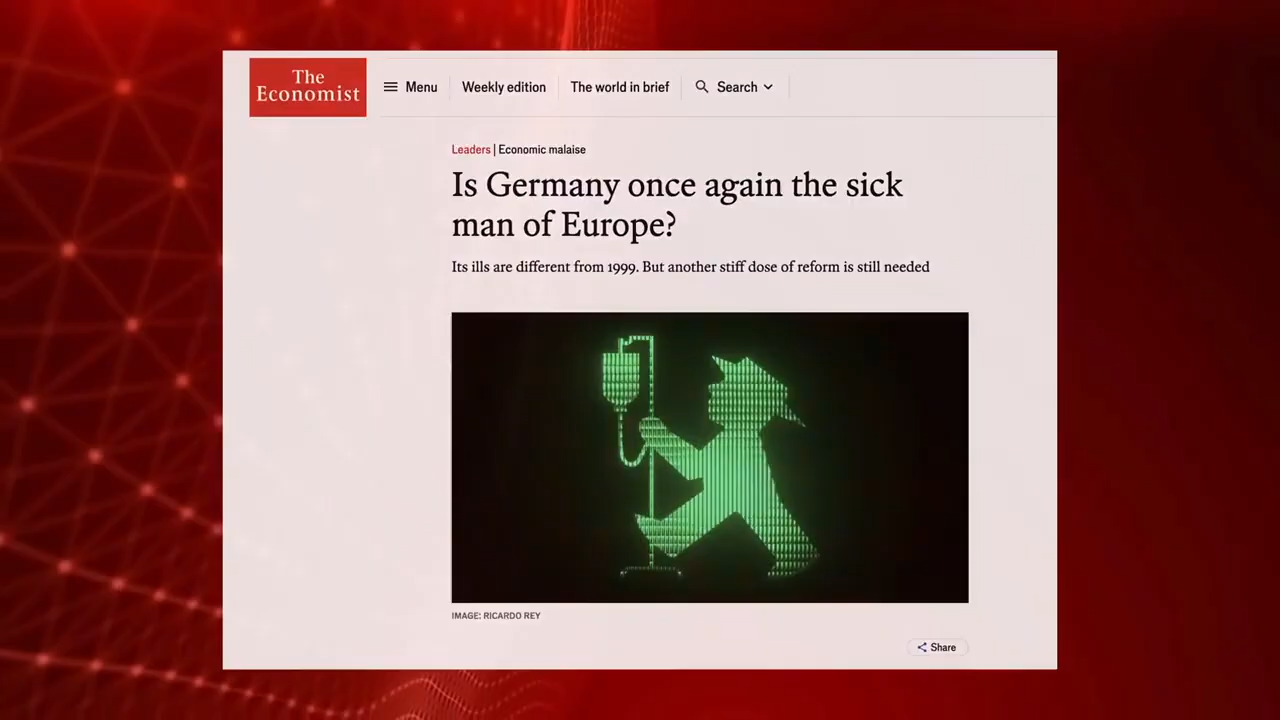 The
Economist
Menu
Weekly edition
The world in brief
Search
Leaders | Economic malaise
Is Germany once again the sick
man of Europe?
Its ills are different from 1999. But another stiff dose of reform is still needed
IMAGE: RICARDO REY
Share